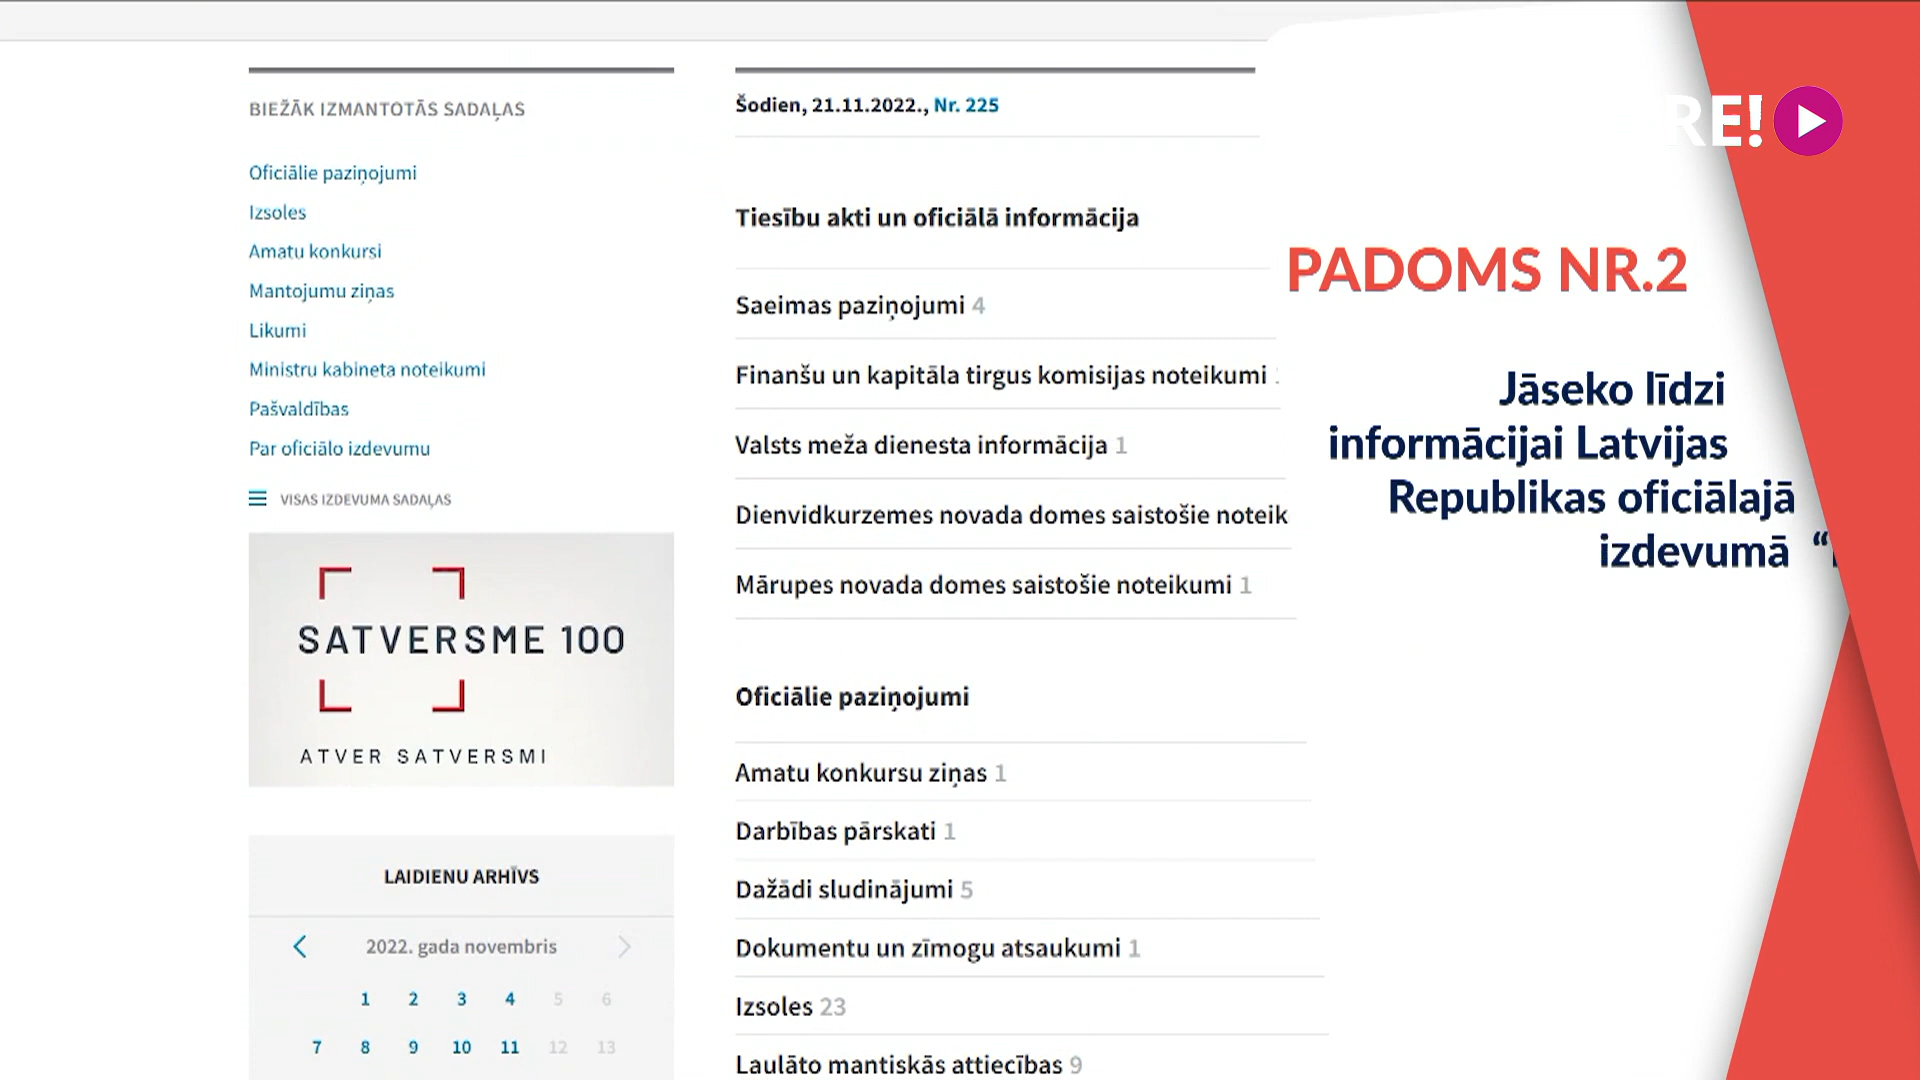 BIEŽĀK IZMANTOTĀS SADAĻAS
Oficiālie paziņojumi
Izsoles
Amatu konkursi
Mantojumu ziņas
Likumi
Ministru kabineta noteikumi
Pašvaldības
Par oficiālo izdevumu
VISAS IZDEVUMA SADAĻAS
SATVERSME 100
ATVER SATVERSMI
LAIDIENU ARHĪVS
2022. gada novembris
1 2 3 4 5 6
7 8 9 10 11 12 13
Šodien, 21.11.2022., Nr. 225
Tiesību akti un oficiālā informācija
Saeimas paziņojumi 4
Finanšu un kapitāla tirgus komisijas noteikumi
Valsts meža dienesta informācija 1
Dienvidkurzemes novada domes saistošie noteik
Mārupes novada domes saistošie noteikumi 1
Oficiālie paziņojumi
Amatu konkursu ziņas 1
Darbības pārskati 1
Dažādi sludinājumi 5
Dokumentu un zīmogu atsaukumi 1
Izsoles 23
Laulāto mantiskās attiecības 9
RE!
PADOMS NR.2
Jāseko līdzi
informācijai Latvijas
Republikas oficiālajā
izdevumā “